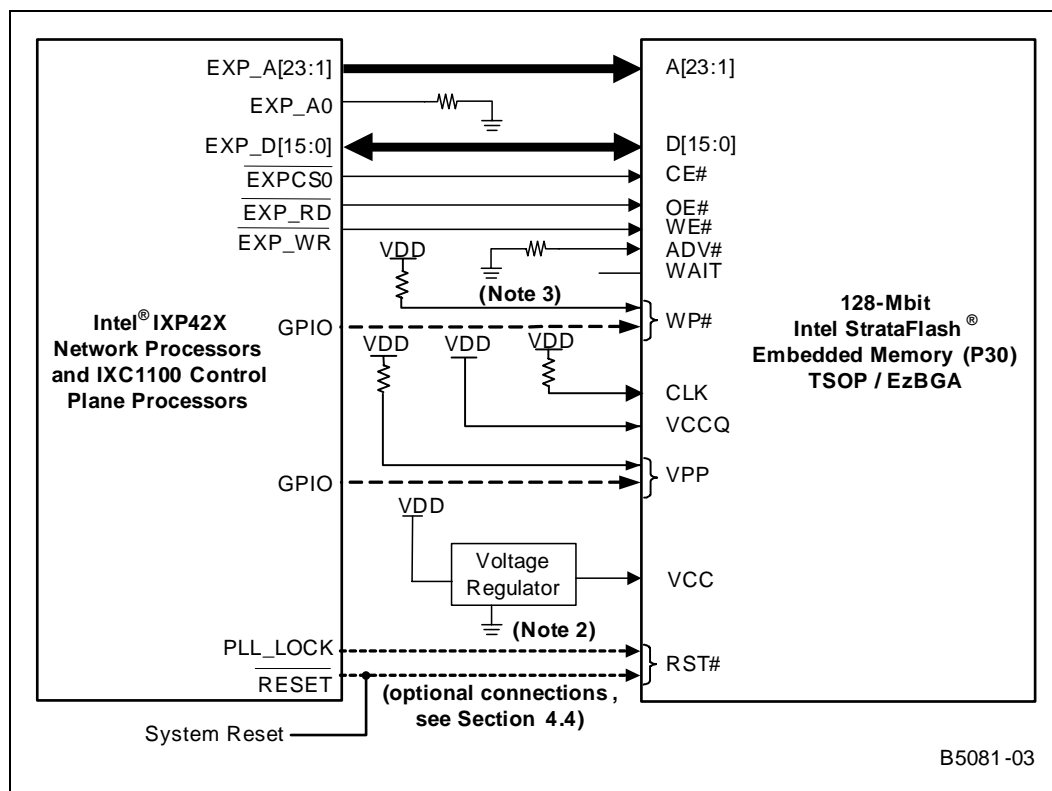 EXP_A[23:1]
A[23:1]
EXP_A0
EXP_D[15:0]
D[15:0]
EXPCS0
CE#
EXP_RD
OE#
EXP_WR
WE#
VDD
ADV#
WAIT
(Note 3)
Intel® IXP42X
Network Processors
and IXC1100 Control
Plane Processors
128-Mbit
Intel StrataFlash®
Embedded Memory (P30)
TSOP / EzBGA
GPIO
WP#
VDD
VDD
VDD
CLK
VCCQ
GPIO
VPP
VDD
Voltage
Regulator
VCC
(Note 2)
PLL_LOCK
RST#
RESET
(optional connections,
see Section 4.4)
System Reset
B5081-03